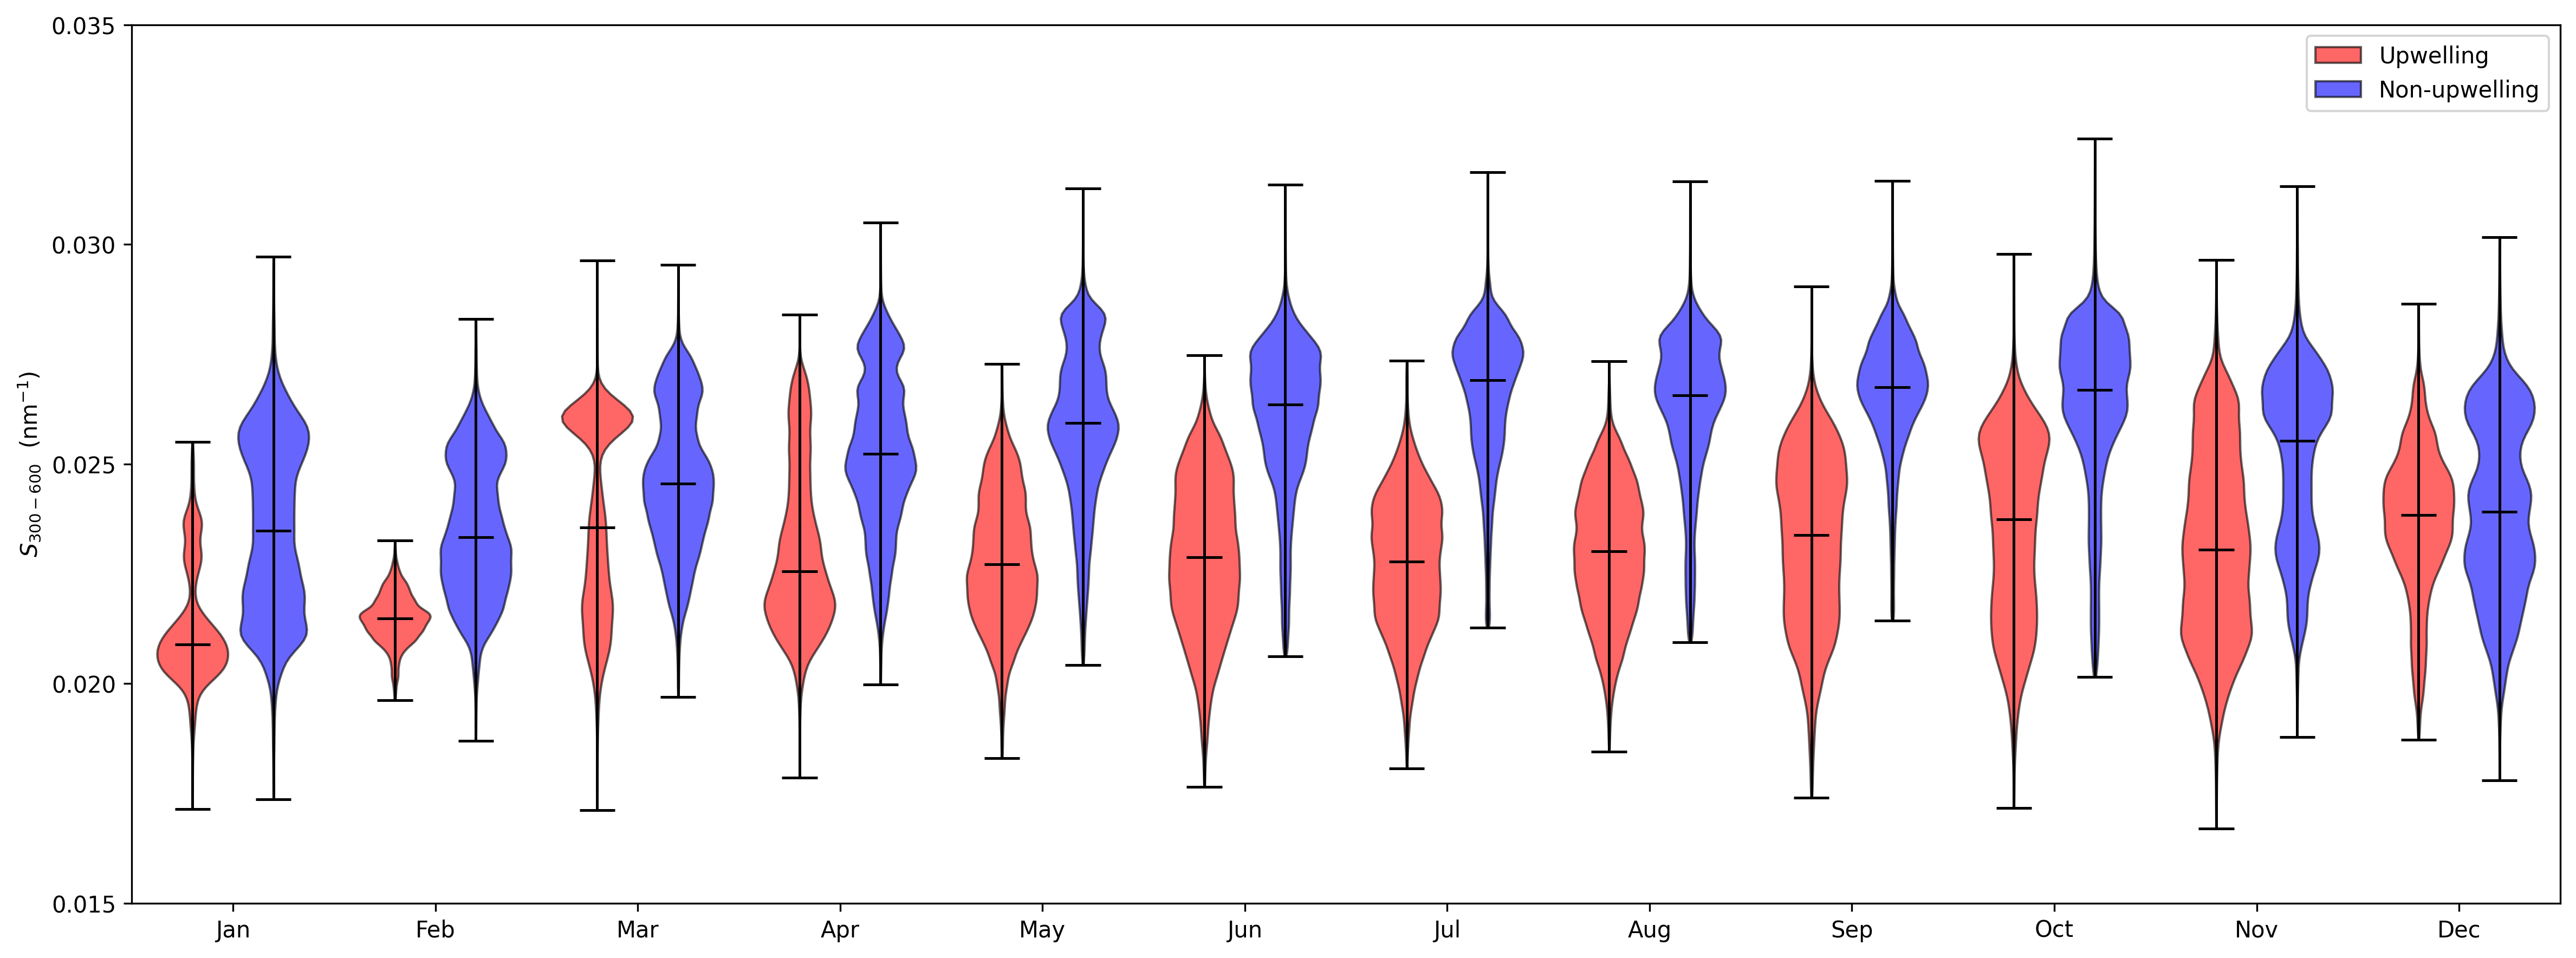 0.035
0.030
0.025
0.020
0.015
S₃₀₀₋₆₀₀ (nm⁻¹)
Upwelling
Non-upwelling
Jan Feb Mar Apr May Jun Jul Aug Sep Oct Nov Dec